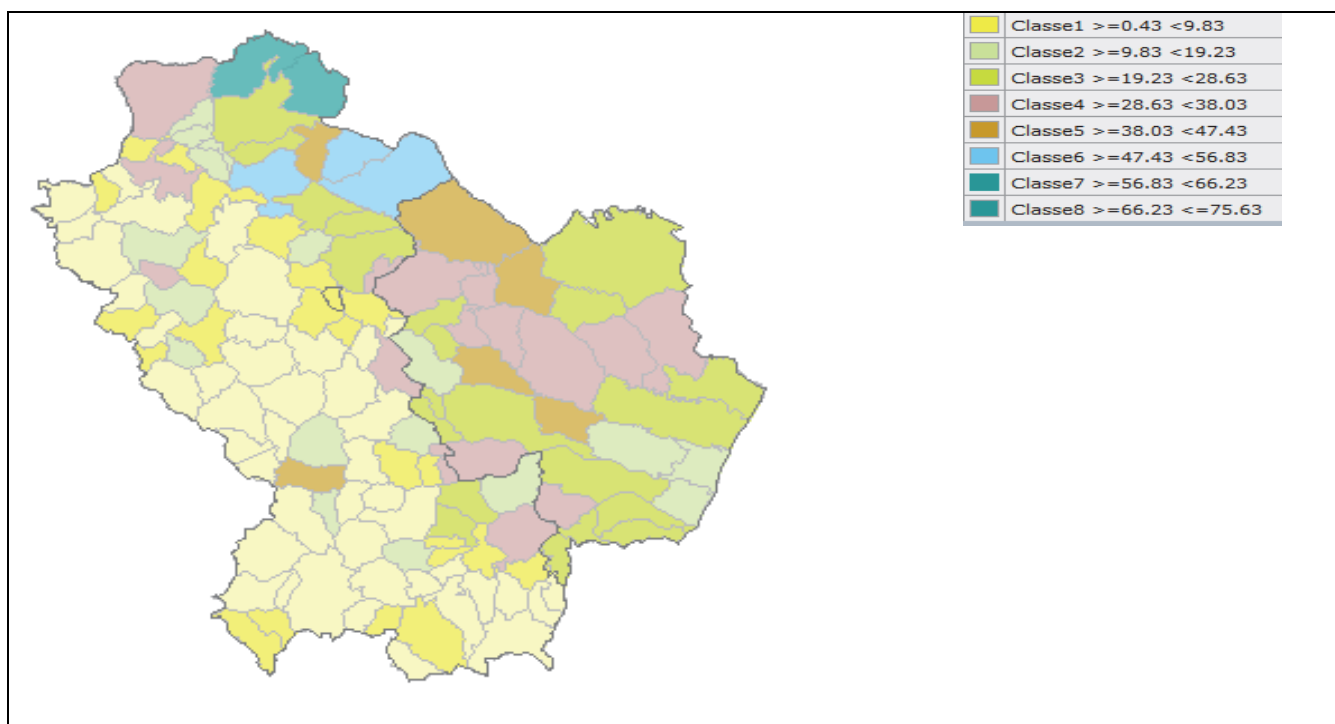 Classe1 >=0.43 <9.83
Classe2 >=9.83 <19.23
Classe3 >=19.23 <28.63
Classe4 >=28.63 <38.03
Classe5 >=38.03 <47.43
Classe6 >=47.43 <56.83
Classe7 >=56.83 <66.23
Classe8 >=66.23 <=75.63